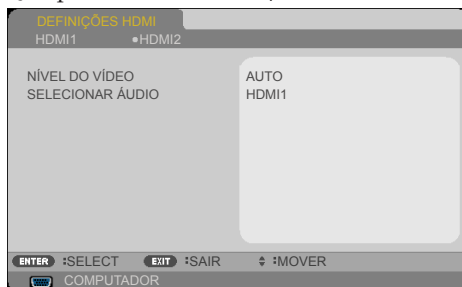 DEFINIÇÕES HDMI
HDMI1 ●HDMI2
NÍVEL DO VÍDEO AUTO
SELECIONAR ÁUDIO HDMI1
ENTER :SELECT EXIT :SAIR :MOVER
COMPUTADOR